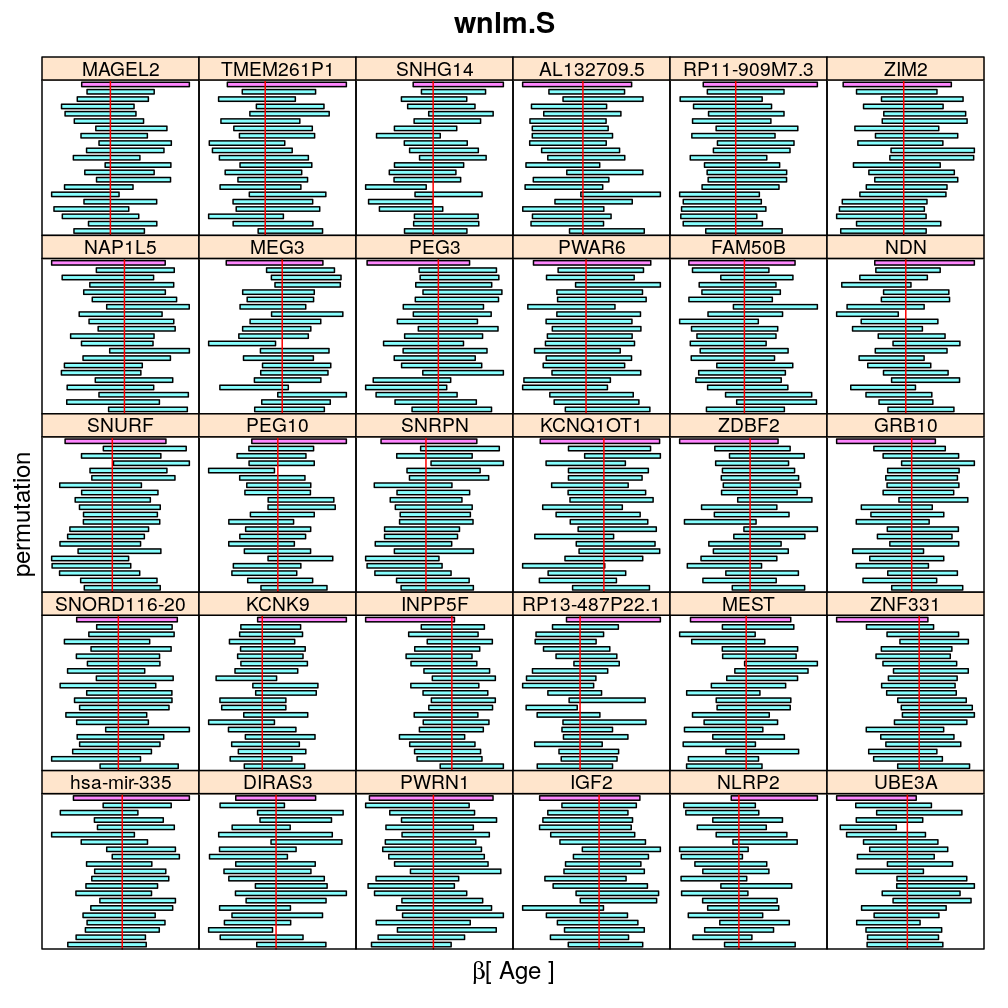 wnlm.S
MAGEL2 TMEM261P1 SNHG14 AL132709.5 RP11-909M7.3 ZIM2
NAP1L5 MEG3 PEG3 PWAR6 FAM50B NDN
SNURF PEG10 SNRPN KCNQ1OT1 ZDBF2 GRB10
SNORD116-20 KCNK9 INPP5F RP13-487P22.1 MEST ZNF331
hsa-mir-335 DIRAS3 PWRN1 IGF2 NLRP2 UBE3A
permutation
β[ Age ]